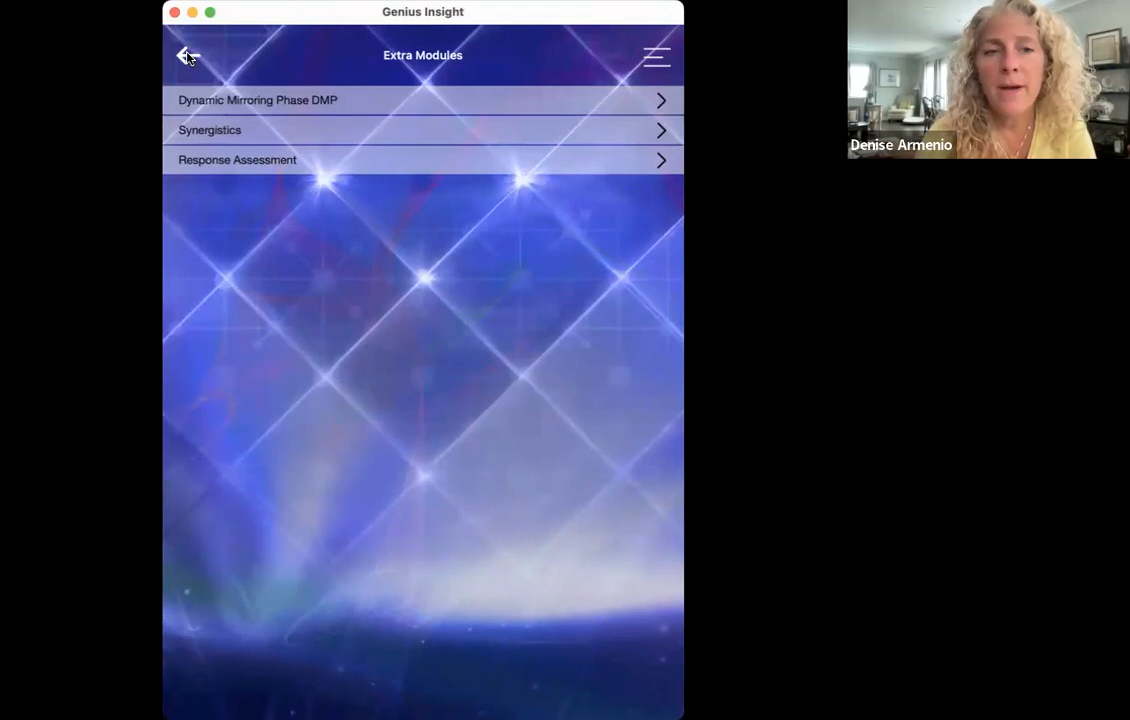 Genius Insight
Extra Modules
Dynamic Mirroring Phase DMP
Synergistics
Response Assessment
Denise Armenio